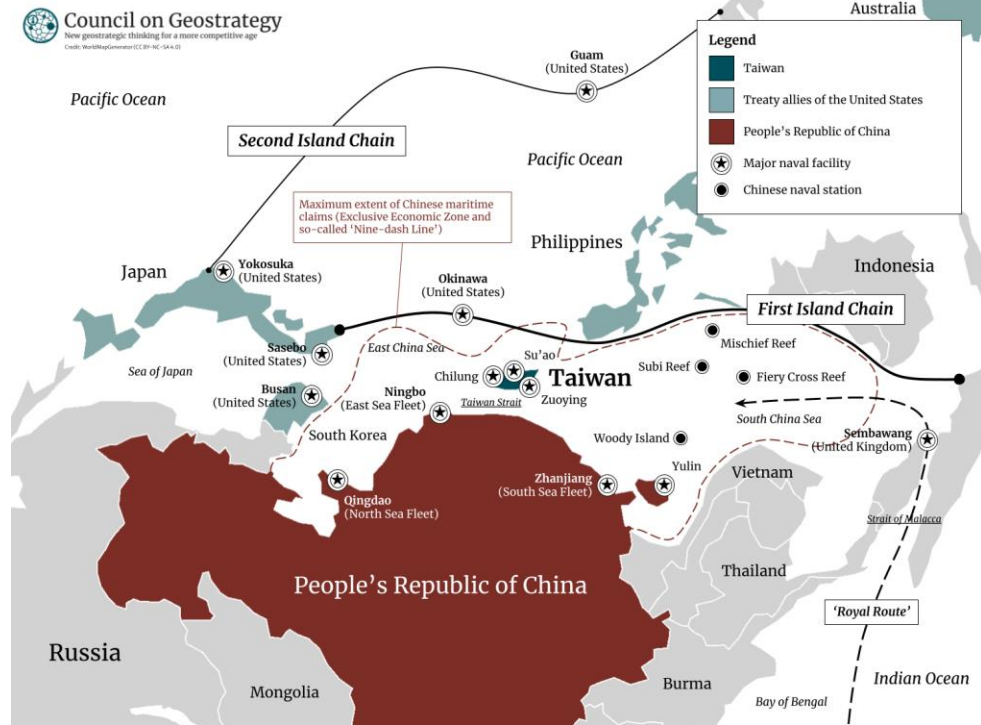 Council on Geostrategy
New geostrategic thinking for a more competitive age
Credit: WorldMapGenerator (CC BY-NC-SA 4.0)
Australia
Legend
Taiwan
Treaty allies of the United States
People's Republic of China
Major naval facility
Chinese naval station
Guam
(United States)
Pacific Ocean
Second Island Chain
Pacific Ocean
Maximum extent of Chinese maritime
claims (Exclusive Economic Zone and
so-called ‘Nine-dash Line’)
Philippines
Japan
Yokosuka
(United States)
Indonesia
Okinawa
(United States)
First Island Chain
Mischief Reef
East China Sea
Sasebo
(United States)
Sea of Japan
Su'ao
Chilung
Taiwan
Zuoying
Subi Reef
Fiery Cross Reef
Busan
(United States)
Ningbo
(East Sea Fleet)
Taiwan Strait
South China Sea
South Korea
Woody Island
Sembawang
(United Kingdom)
Vietnam
Yulin
Zhanjiang
(South Sea Fleet)
Qingdao
(North Sea Fleet)
Strait of Malacca
Thailand
People's Republic of China
‘Royal Route’
Russia
Mongolia
Burma
Bay of Bengal
Indian Ocean